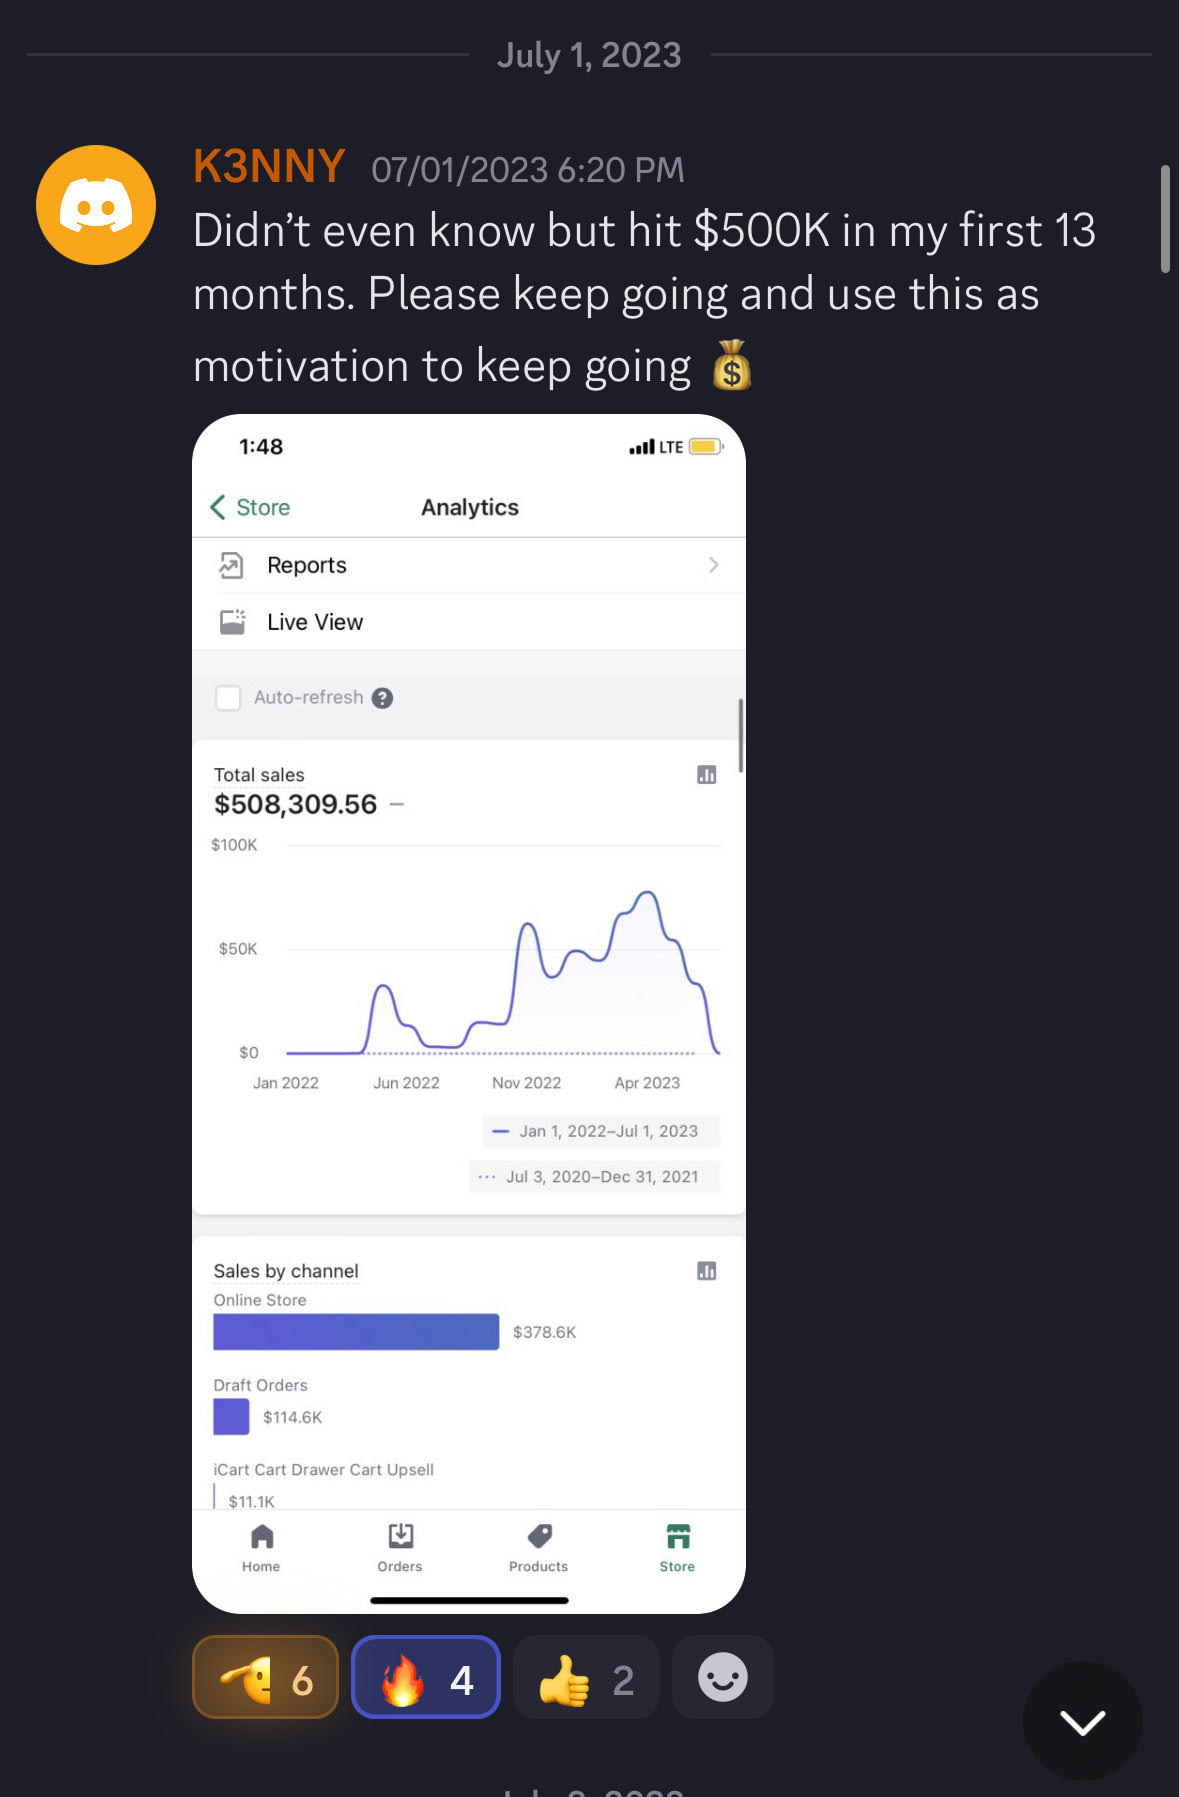 July 1, 2023
K3NNY 07/01/2023 6:20 PM
Didn't even know but hit $500K in my first 13
months. Please keep going and use this as
motivation to keep going
1:48 LTE
Store Analytics
Reports
Live View
Auto-refresh ?
Total sales
$508,309.56 –
$100K
$50K
$0
Jan 2022 Jun 2022 Nov 2022 Apr 2023
Jan 1, 2022–Jul 1, 2023
Jul 3, 2020–Dec 31, 2021
Sales by channel
Online Store
$378.6K
Draft Orders
$114.6K
iCart Cart Drawer Cart Upsell
$11.1K
Home Orders Products Store
6 4 2